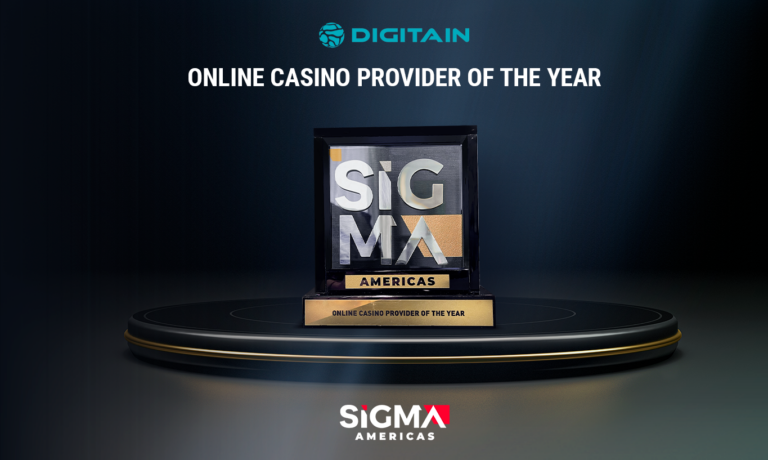 DIGITAIN
ONLINE CASINO PROVIDER OF THE YEAR
SiG
MA
AMERICAS
ONLINE CASINO PROVIDER OF THE YEAR
SiGMA
AMERICAS